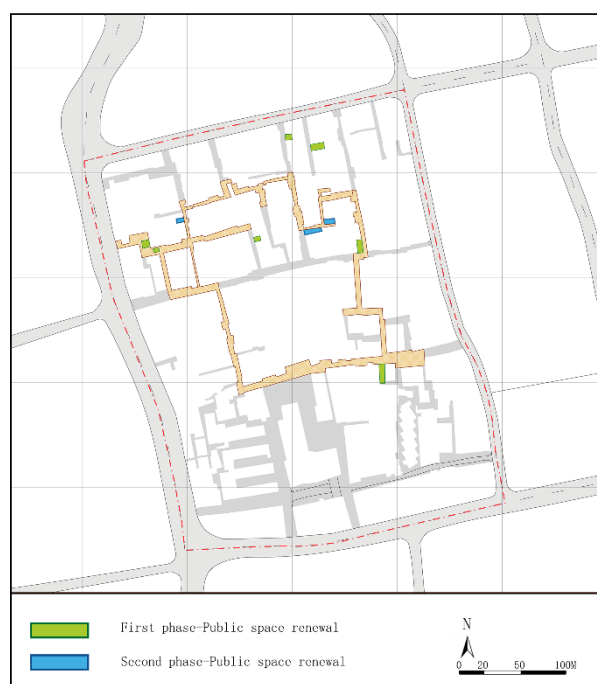 First phase-Public space renewal
Second phase-Public space renewal
N
0 20 50 100M